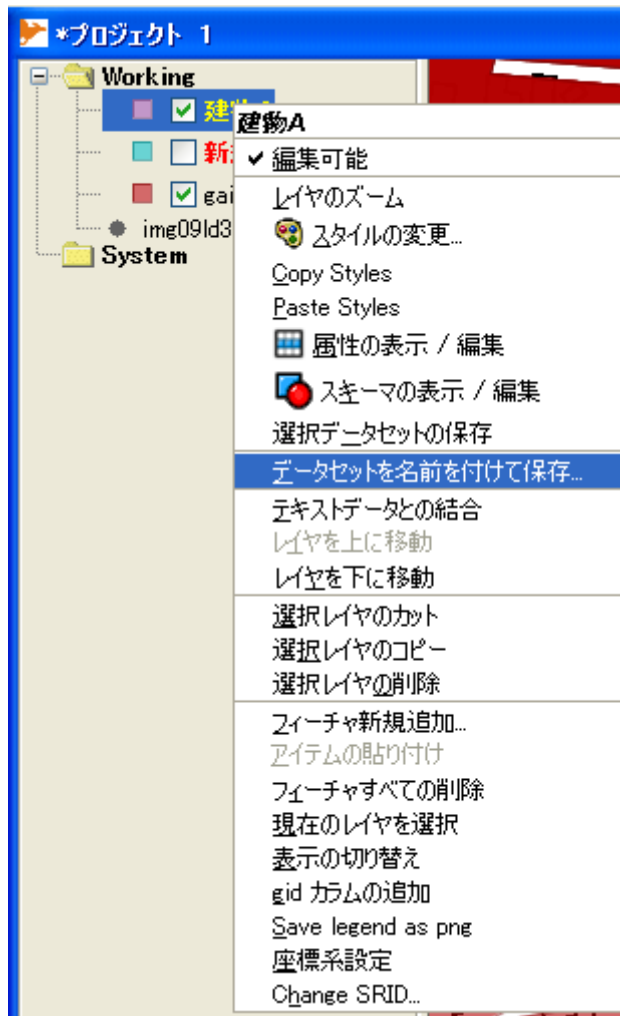 *プロジェクト 1
Working
建物A
建物A
新
gai
img09ld3
System
編集可能
レイヤのズーム
スタイルの変更...
Copy Styles
Paste Styles
属性の表示 / 編集
スキーマの表示 / 編集
選択データセットの保存
データセットを名前を付けて保存...
テキストデータとの結合
レイヤを上に移動
レイヤを下に移動
選択レイヤのカット
選択レイヤのコピー
選択レイヤの削除
フィーチャ新規追加...
アイテムの貼り付け
フィーチャすべての削除
現在のレイヤを選択
表示の切り替え
gid カラムの追加
Save legend as png
座標系設定
Change SRID...